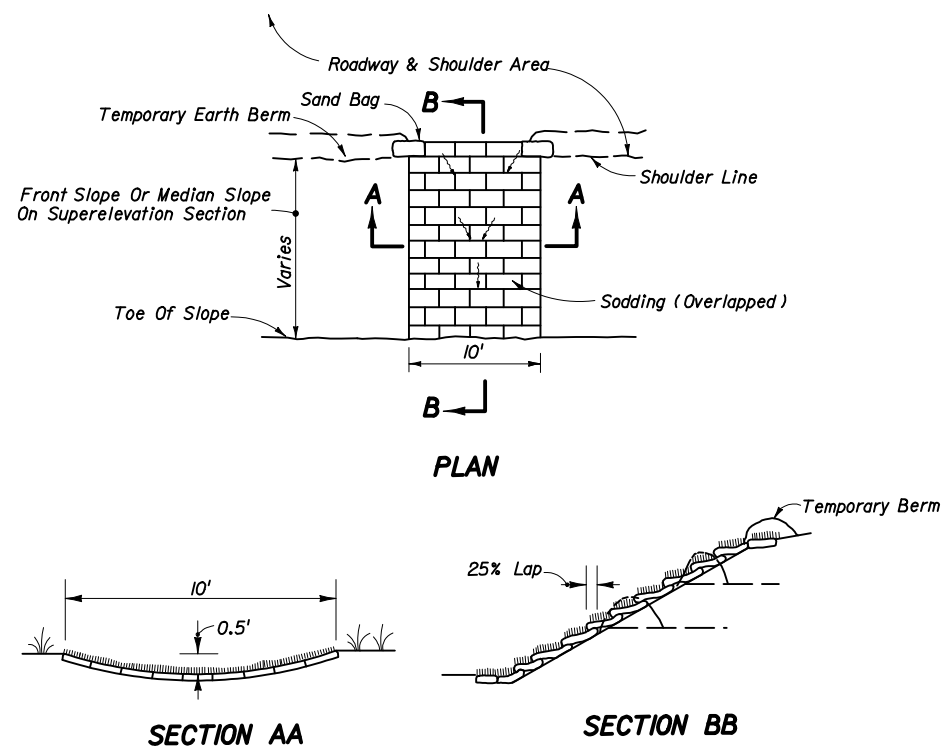 Roadway & Shoulder Area
Sand Bag
B
Temporary Earth Berm
Shoulder Line
Front Slope Or Median Slope
On Superelevation Section
A
A
Varies
Sodding (Overlapped)
Toe Of Slope
10'
B
PLAN
Temporary Berm
25% Lap
10'
0.5'
SECTION AA
SECTION BB